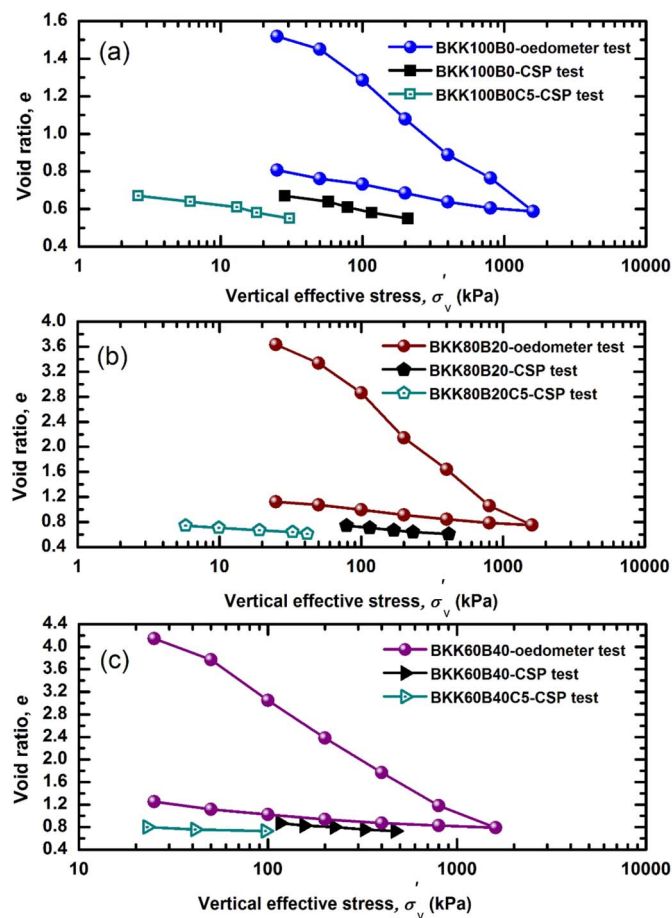 1.6
1.4
1.2
1.0
0.8
0.6
0.4
Void ratio, e
(a)
BKK100B0-oedometer test
BKK100B0-CSP test
BKK100B0C5-CSP test
1 10 100 1000 10000
Vertical effective stress, σ'v (kPa)
4.0
3.6
3.2
2.8
2.4
2.0
1.6
1.2
0.8
0.4
Void ratio, e
(b)
BKK80B20-oedometer test
BKK80B20-CSP test
BKK80B20C5-CSP test
1 10 100 1000 10000
Vertical effective stress, σ'v (kPa)
4.4
4.0
3.6
3.2
2.8
2.4
2.0
1.6
1.2
0.8
0.4
Void ratio, e
(c)
BKK60B40-oedometer test
BKK60B40-CSP test
BKK60B40C5-CSP test
10 100 1000 10000
Vertical effective stress, σ'v (kPa)